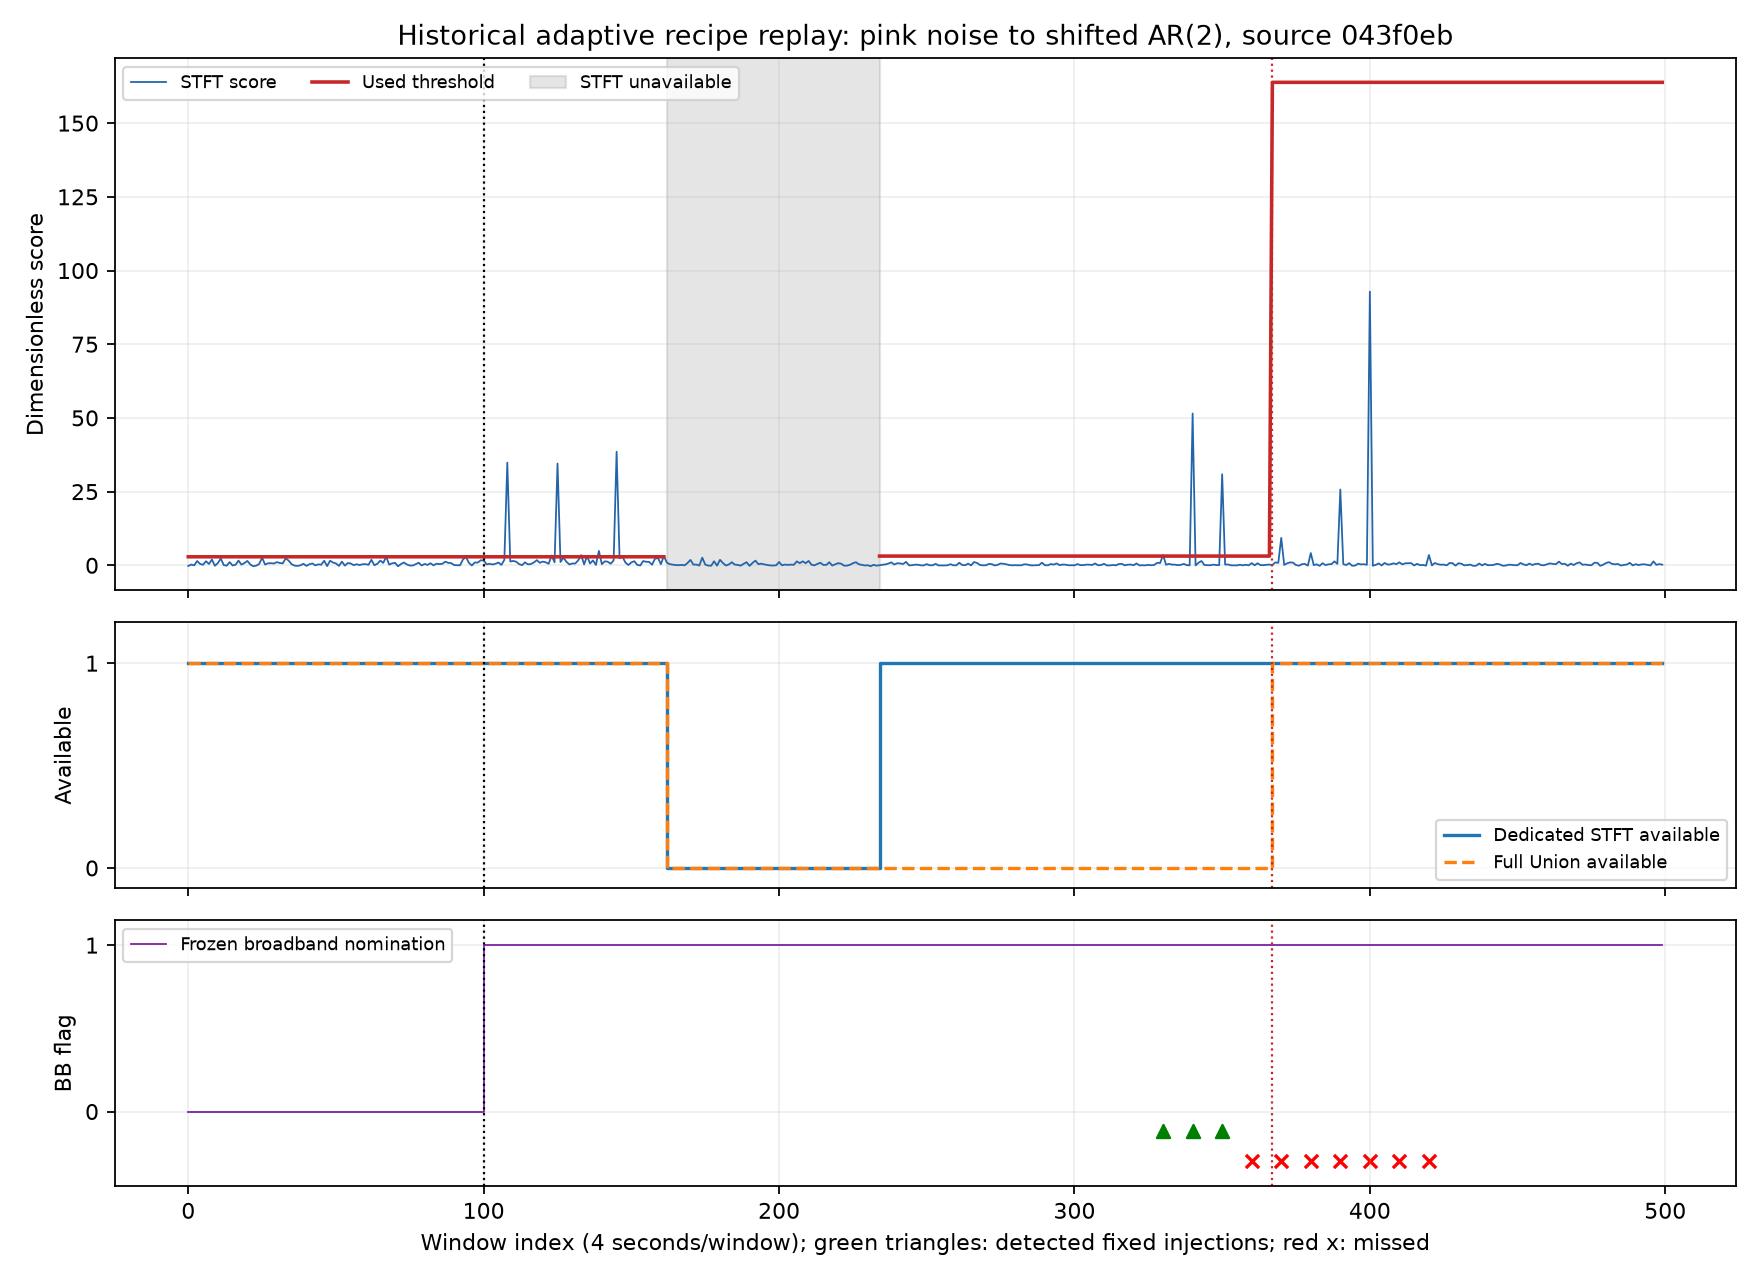 Historical adaptive recipe replay: pink noise to shifted AR(2), source 043f0eb
STFT score
Used threshold
STFT unavailable
Dimensionless score
150
125
100
75
50
25
0
Available
1
0
Dedicated STFT available
Full Union available
BB flag
1
0
Frozen broadband nomination
0
100
200
300
400
500
Window index (4 seconds/window); green triangles: detected fixed injections; red x: missed